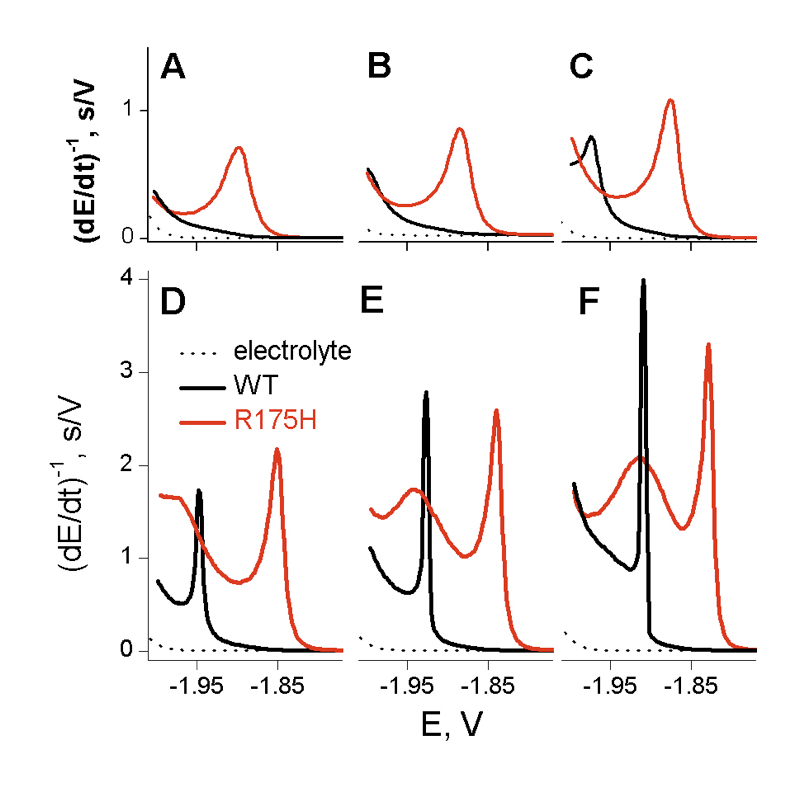 A
B
C
(dE/dt)⁻¹, s/V
1
0
D
E
F
4
3
2
1
0
electrolyte
WT
R175H
(dE/dt)⁻¹, s/V
-1.95 -1.85
-1.95 -1.85
-1.95 -1.85
E, V